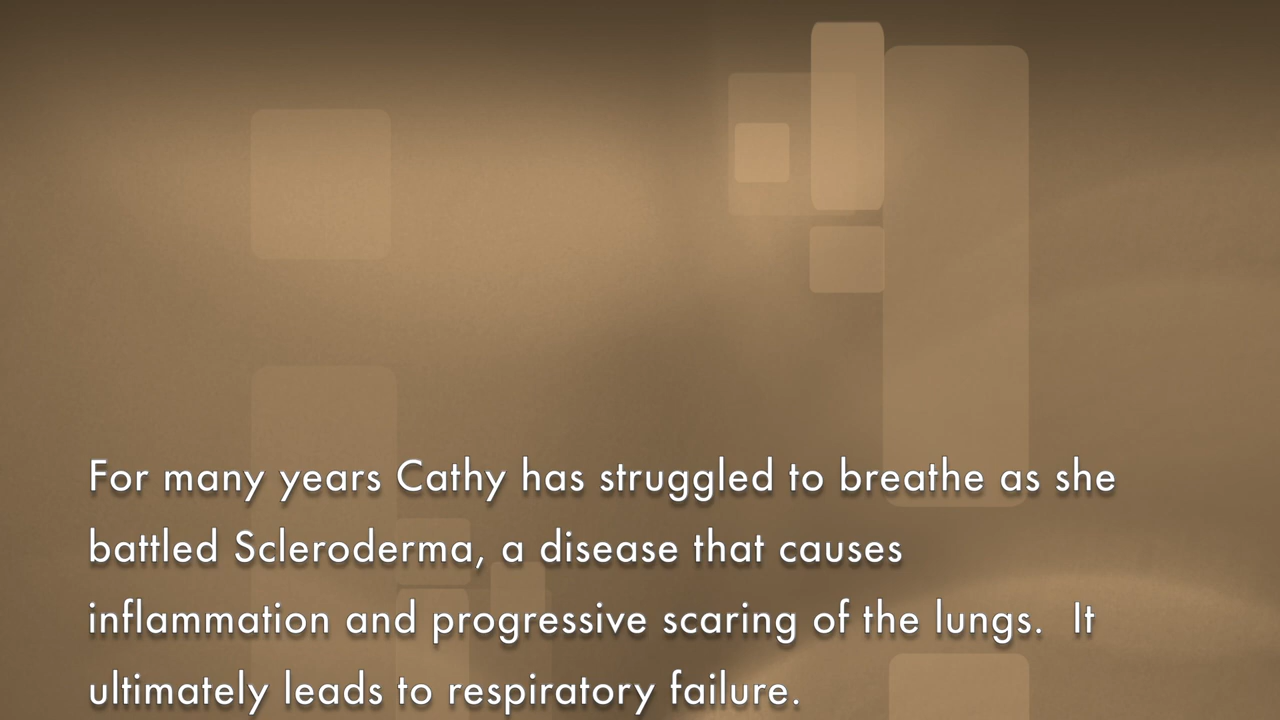 For many years Cathy has struggled to breathe as she
battled Scleroderma, a disease that causes
inflammation and progressive scaring of the lungs.  It
ultimately leads to respiratory failure.